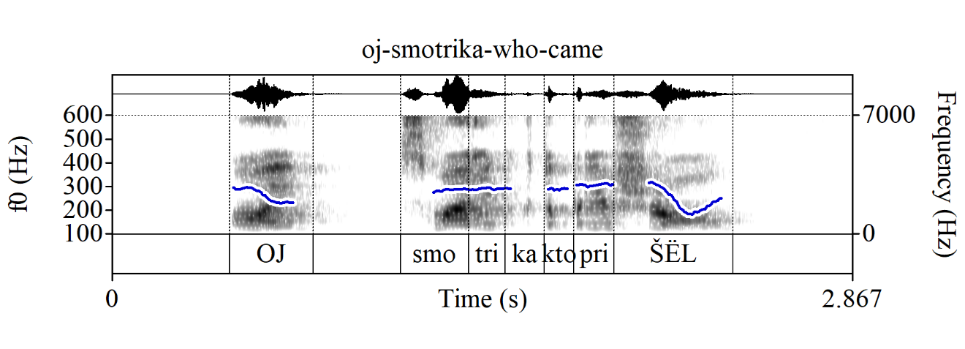 oj-smotrika-who-came
600
500
400
300
200
100
f0 (Hz)
7000
0
Frequency (Hz)
OJ smo tri ka kto pri ŠËL
0 Time (s) 2.867